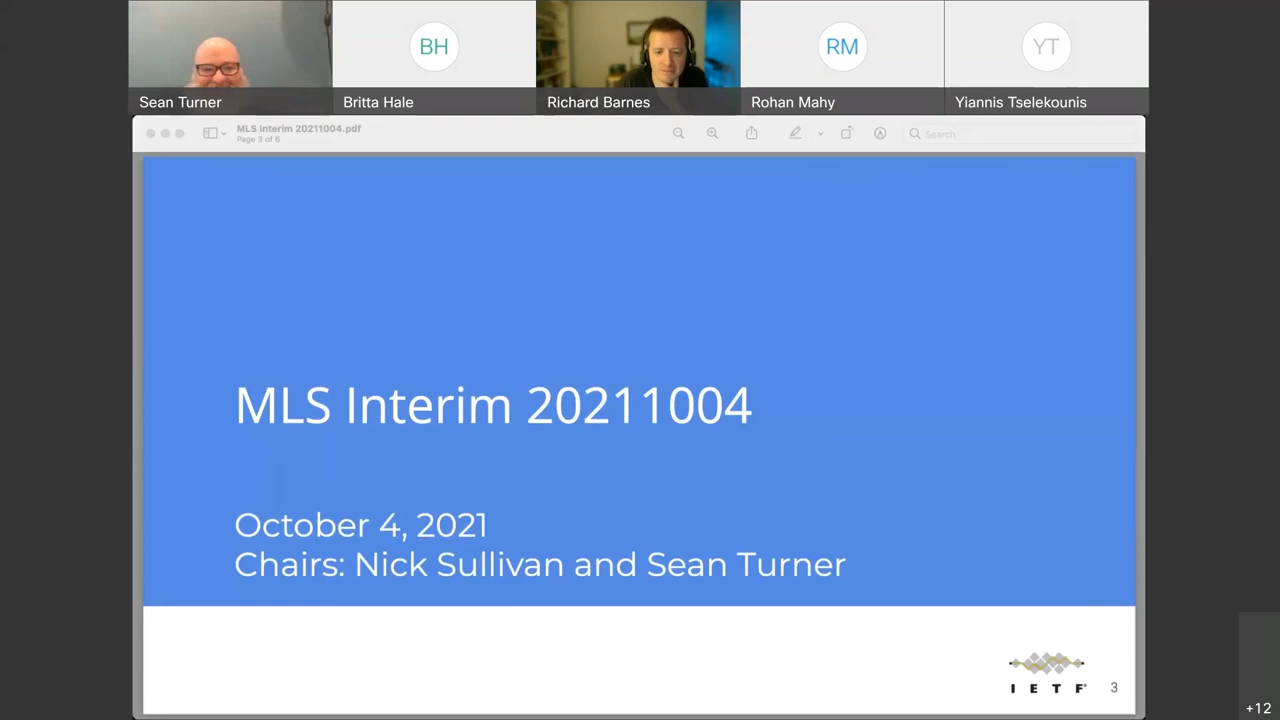 BH
RM
YT
Sean Turner
Britta Hale
Richard Barnes
Rohan Mahy
Yiannis Tselekounis
MLS Interim 20211004.pdf
Page 3 of 6
Search
MLS Interim 20211004
October 4, 2021
Chairs: Nick Sullivan and Sean Turner
IETF®
3
+12